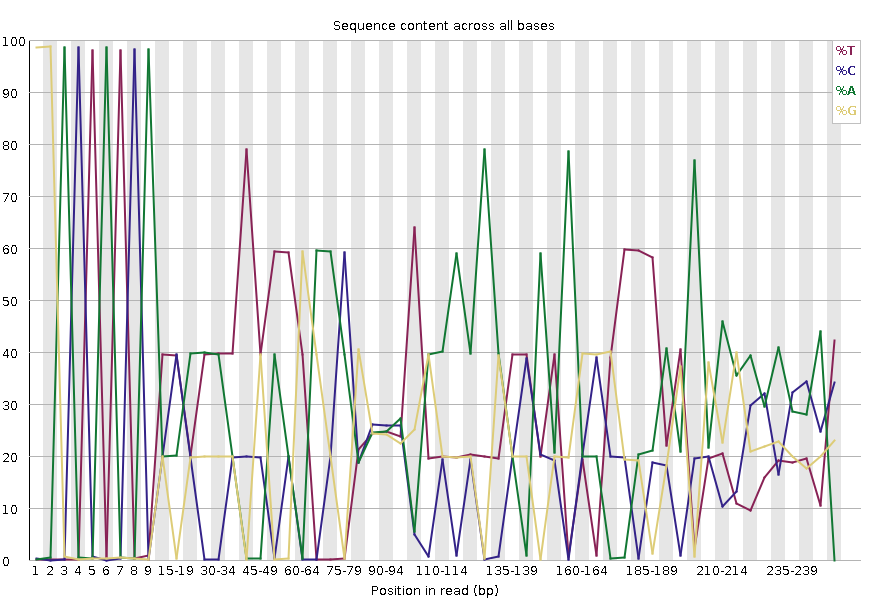 Sequence content across all bases
100
90
80
70
60
50
40
30
20
10
0
%T
%C
%A
%G
1 2 3 4 5 6 7 8 9 15-19 30-34 45-49 60-64 75-79 90-94 110-114 135-139 160-164 185-189 210-214 235-239
Position in read (bp)